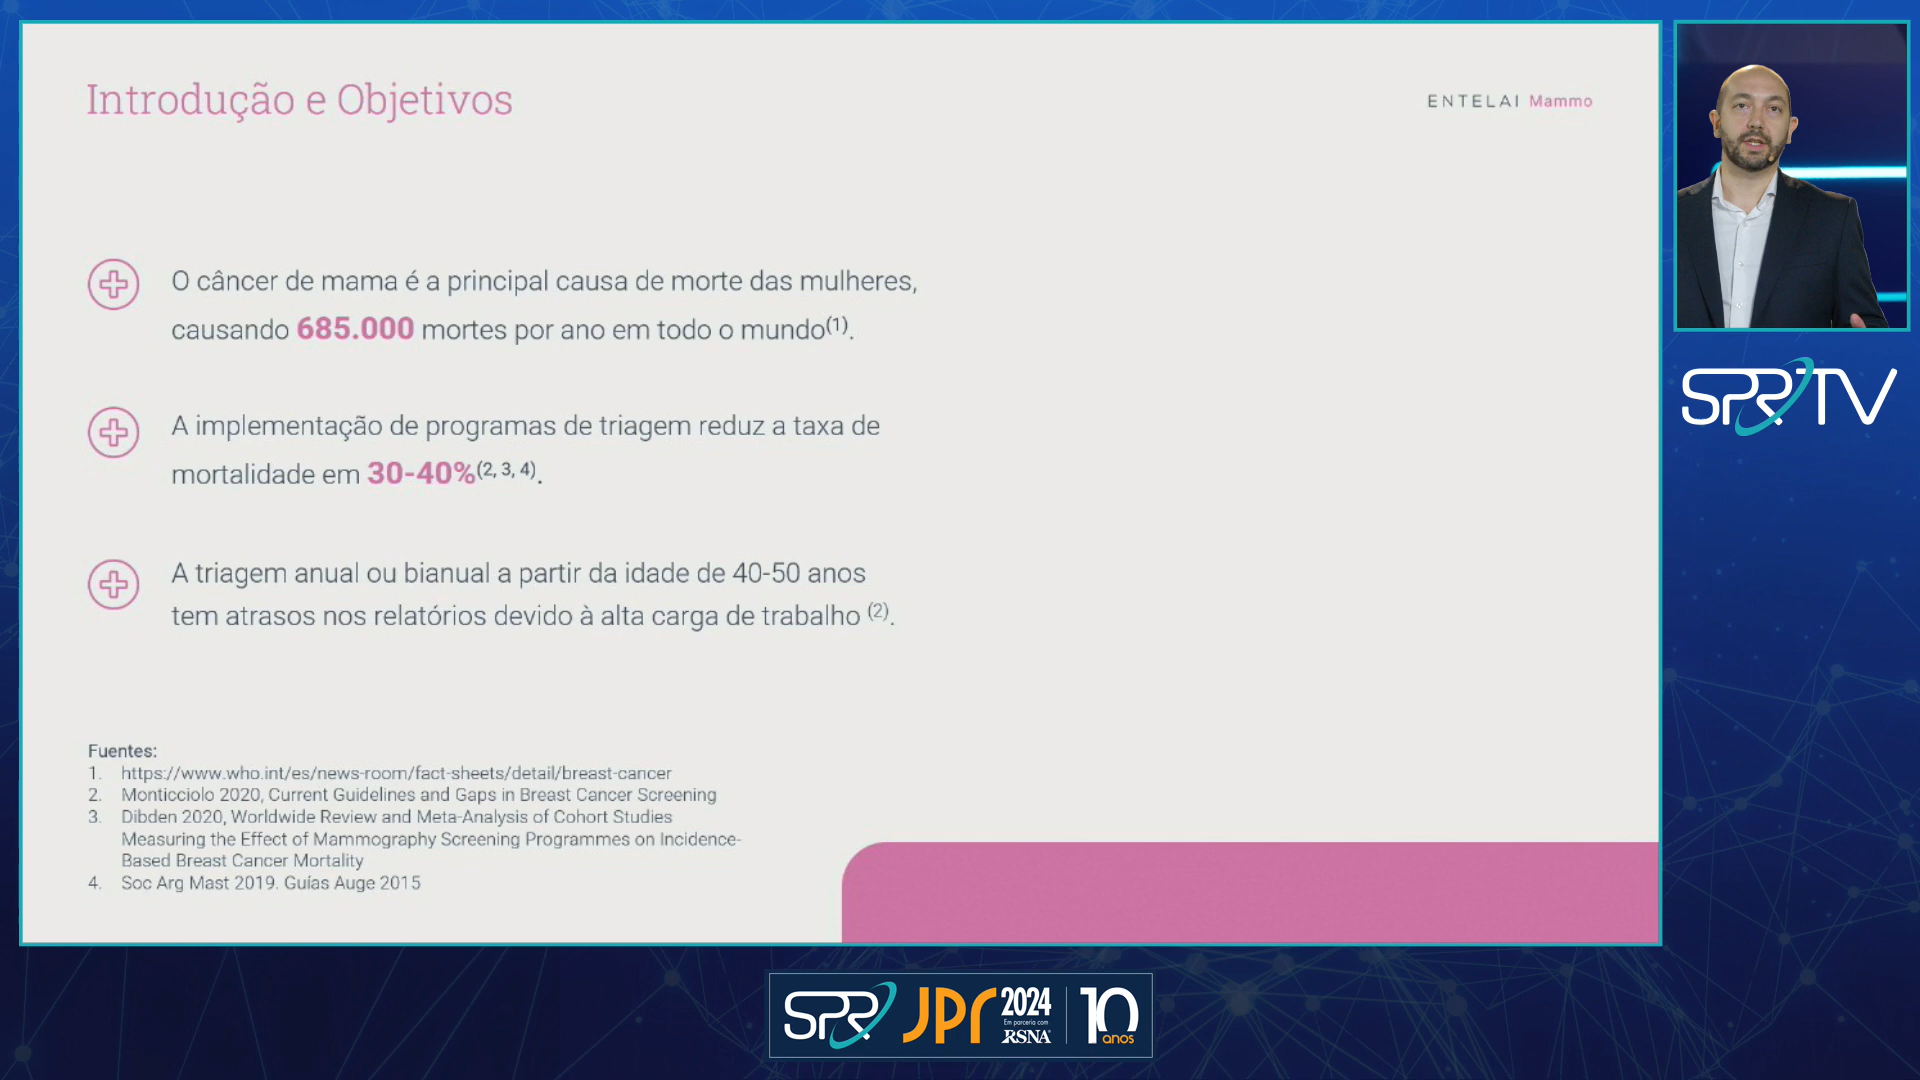 Introdução e Objetivos
ENTELAI Mammo
O câncer de mama é a principal causa de morte das mulheres,
causando 685.000 mortes por ano em todo o mundo(1).
A implementação de programas de triagem reduz a taxa de
mortalidade em 30-40%(2, 3, 4).
A triagem anual ou bianual a partir da idade de 40-50 anos
tem atrasos nos relatórios devido à alta carga de trabalho (2).
Fuentes:
1. https://www.who.int/es/news-room/fact-sheets/detail/breast-cancer
2. Monticciolo 2020, Current Guidelines and Gaps in Breast Cancer Screening
3. Dibden 2020, Worldwide Review and Meta-Analysis of Cohort Studies
Measuring the Effect of Mammography Screening Programmes on Incidence-
Based Breast Cancer Mortality
4. Soc Arg Mast 2019. Guías Auge 2015
SPR TV
SPR JPR 2024
Em parceria com
RSNA
10
anos